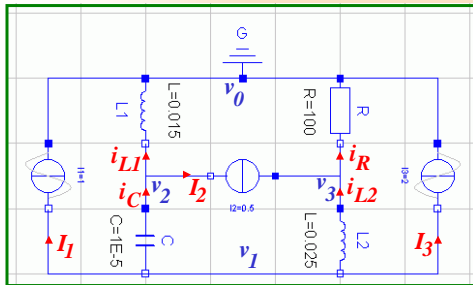 G
L1
L=0.015
v0
R=100
R
I1=1
iL1
iC
v2
I2
I2=0.5
v3
iR
iL2
I3=2
I1
C=1E-5
C
v1
L=0.025
L2
I3